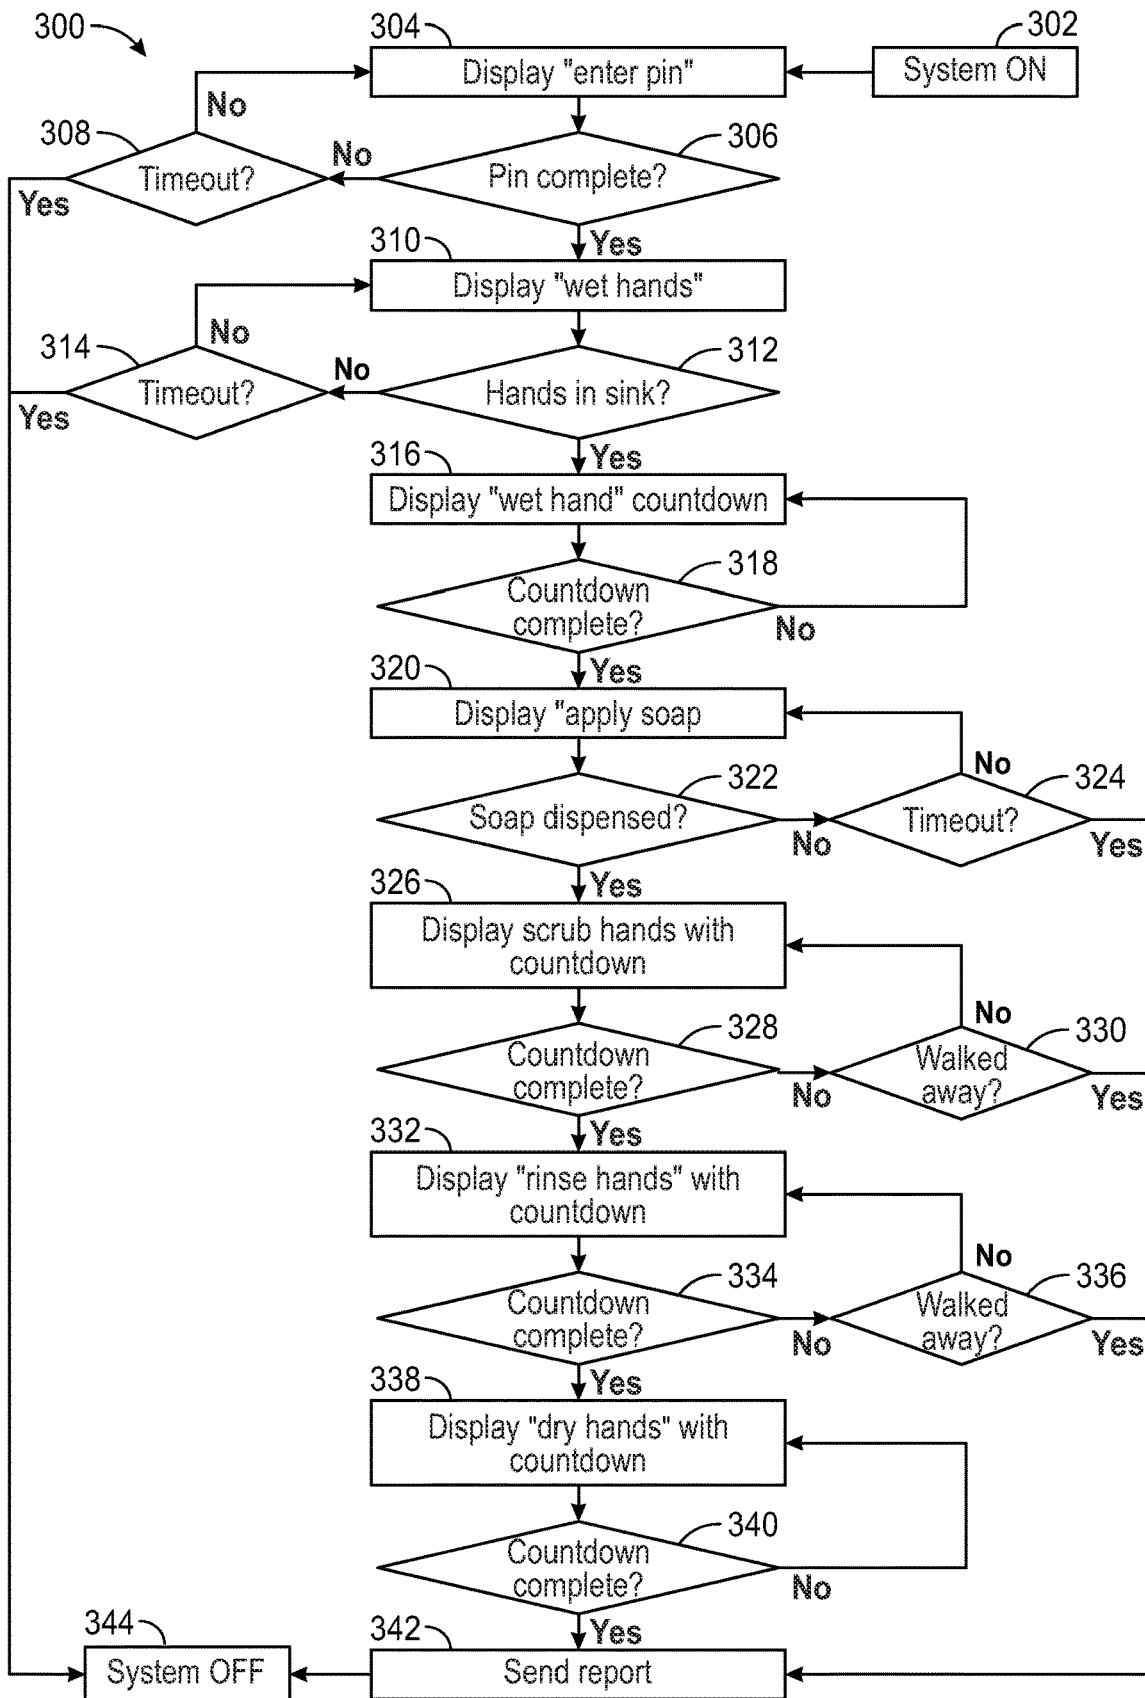 300
304
302
Display "enter pin"
System ON
No
308
306
Timeout?
No
Pin complete?
Yes
Yes
310
Display "wet hands"
No
314
312
Timeout?
No
Hands in sink?
Yes
Yes
316
Display "wet hand" countdown
318
Countdown
complete?
No
Yes
320
Display "apply soap
No
322
324
Soap dispensed?
No
Timeout?
Yes
Yes
326
Display scrub hands with
countdown
No
328
330
Countdown
complete?
No
Walked
away?
Yes
Yes
332
Display "rinse hands" with
countdown
No
334
336
Countdown
complete?
No
Walked
away?
Yes
Yes
338
Display "dry hands" with
countdown
340
Countdown
complete?
No
Yes
344
342
System OFF
Send report